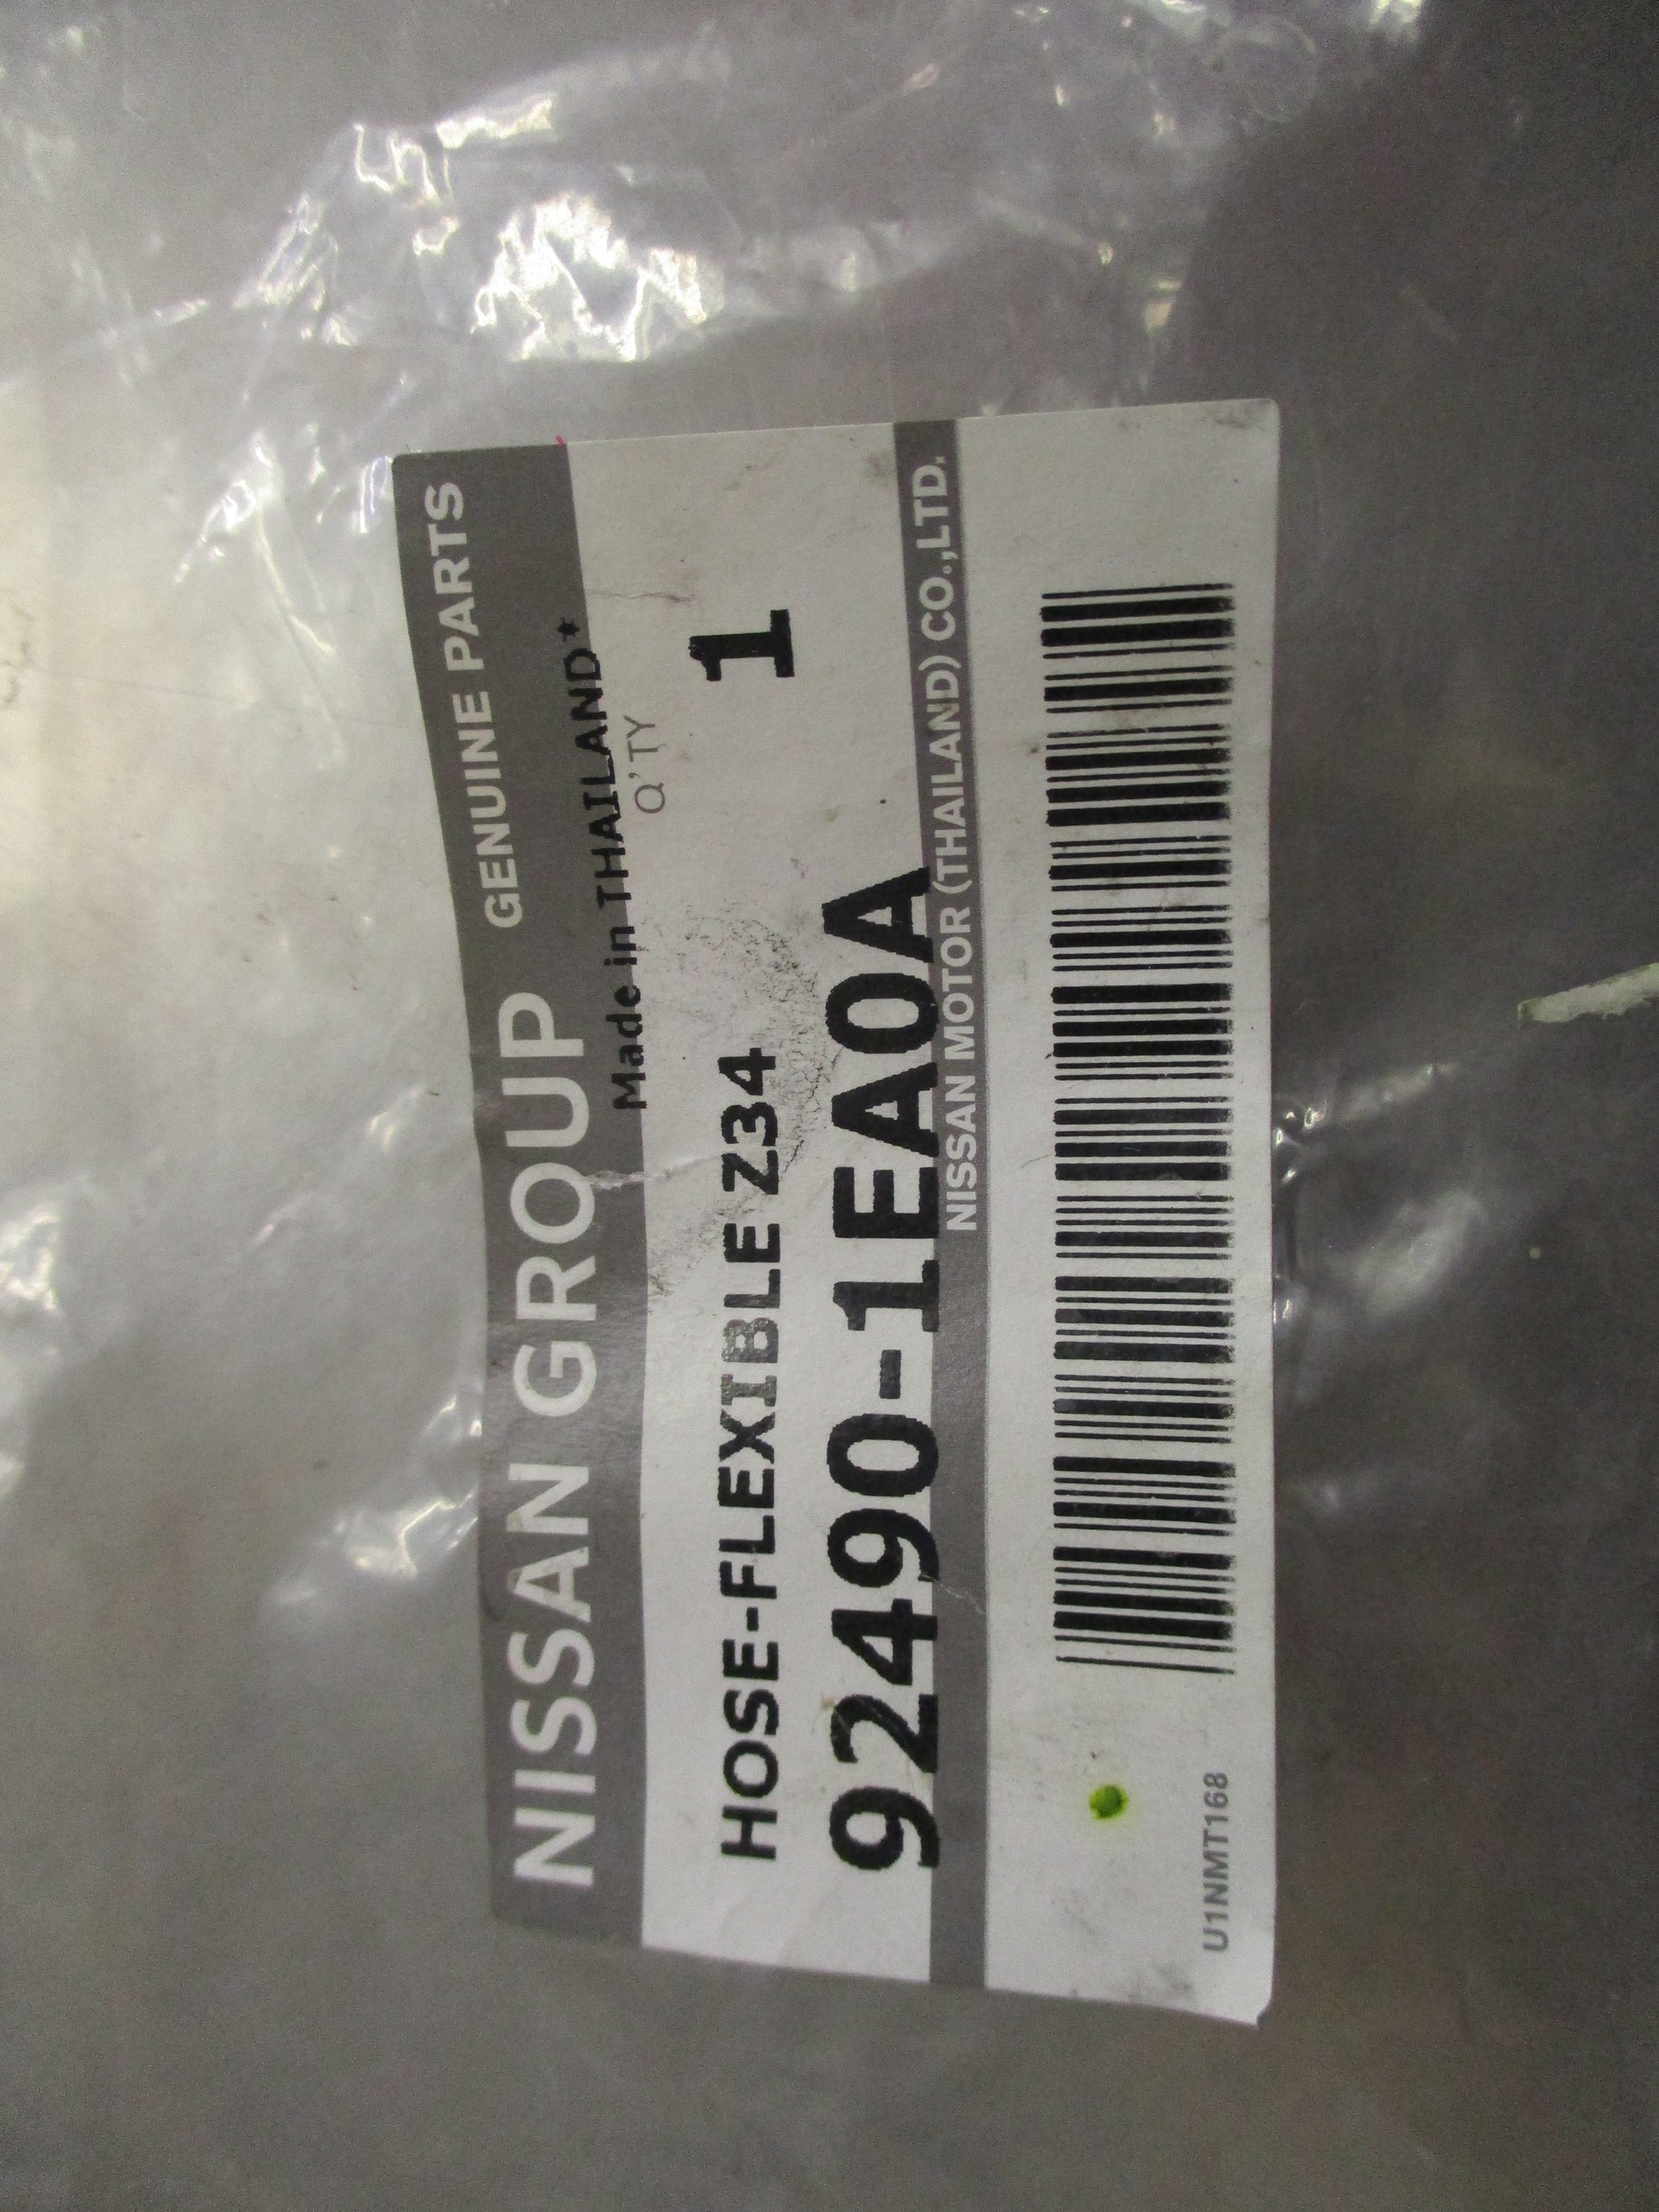 NISSAN GROUP GENUINE PARTS
Made in THAILAND*
Q'TY
HOSE-FLEXIBLE Z34 1
92490-1EA0A
NISSAN MOTOR (THAILAND) CO.,LTD.
U1NMT168